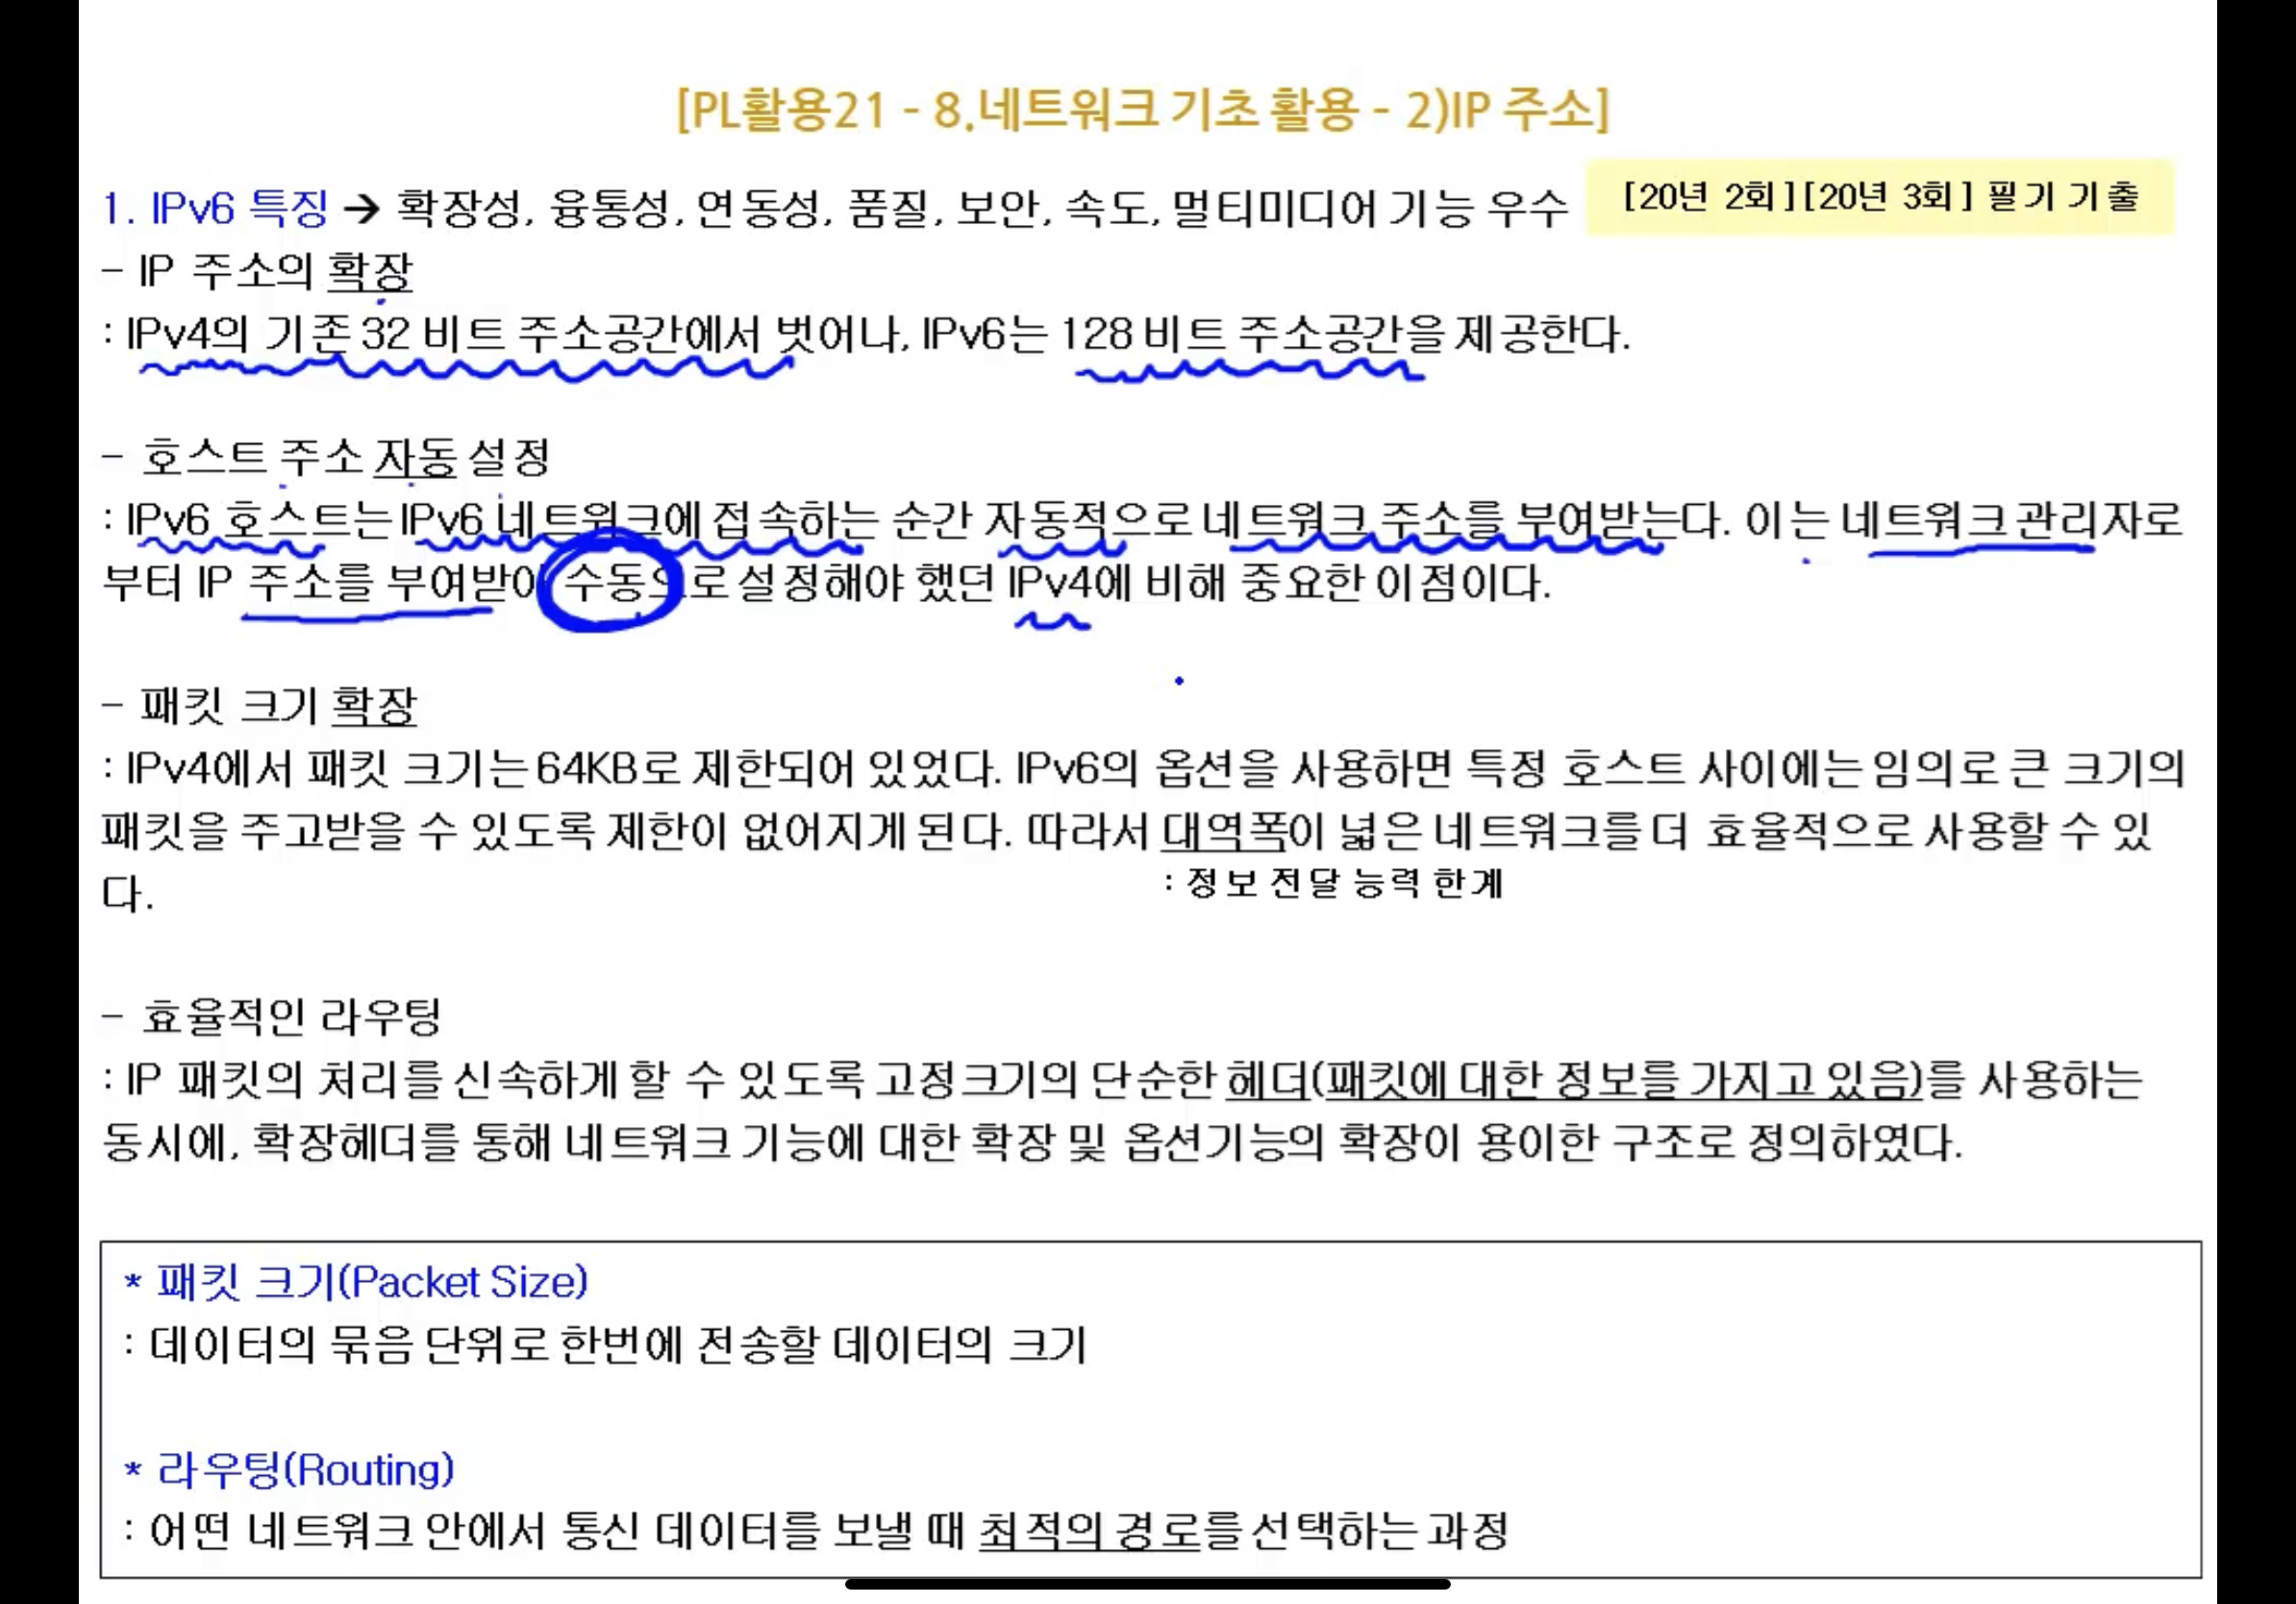 [PL활용21 - 8.네트워크 기초 활용 - 2)IP 주소]
1. IPv6 특징 → 확장성, 융통성, 연동성, 품질, 보안, 속도, 멀티미디어 기능 우수
[20년 2회][20년 3회] 필기 기출
- IP 주소의 확장
: IPv4의 기존 32 비트 주소공간에서 벗어나, IPv6는 128 비트 주소공간을 제공한다.
- 호스트 주소 자동 설정
: IPv6 호스트는 IPv6 네트워크에 접속하는 순간 자동적으로 네트워크 주소를 부여받는다. 이는 네트워크 관리자로
부터 IP 주소를 부여받아 수동으로 설정해야 했던 IPv4에 비해 중요한 이점이다.
- 패킷 크기 확장
: IPv4에서 패킷 크기는 64KB로 제한되어 있었다. IPv6의 옵션을 사용하면 특정 호스트 사이에는 임의로 큰 크기의
패킷을 주고받을 수 있도록 제한이 없어지게 된다. 따라서 대역폭이 넓은 네트워크를 더 효율적으로 사용할 수 있
다.
: 정보 전달 능력 한계
- 효율적인 라우팅
: IP 패킷의 처리를 신속하게 할 수 있도록 고정크기의 단순한 헤더(패킷에 대한 정보를 가지고 있음)를 사용하는
동시에, 확장헤더를 통해 네트워크 기능에 대한 확장 및 옵션기능의 확장이 용이한 구조로 정의하였다.
* 패킷 크기(Packet Size)
: 데이터의 묶음 단위로 한번에 전송할 데이터의 크기
* 라우팅(Routing)
: 어떤 네트워크 안에서 통신 데이터를 보낼 때 최적의 경로를 선택하는 과정